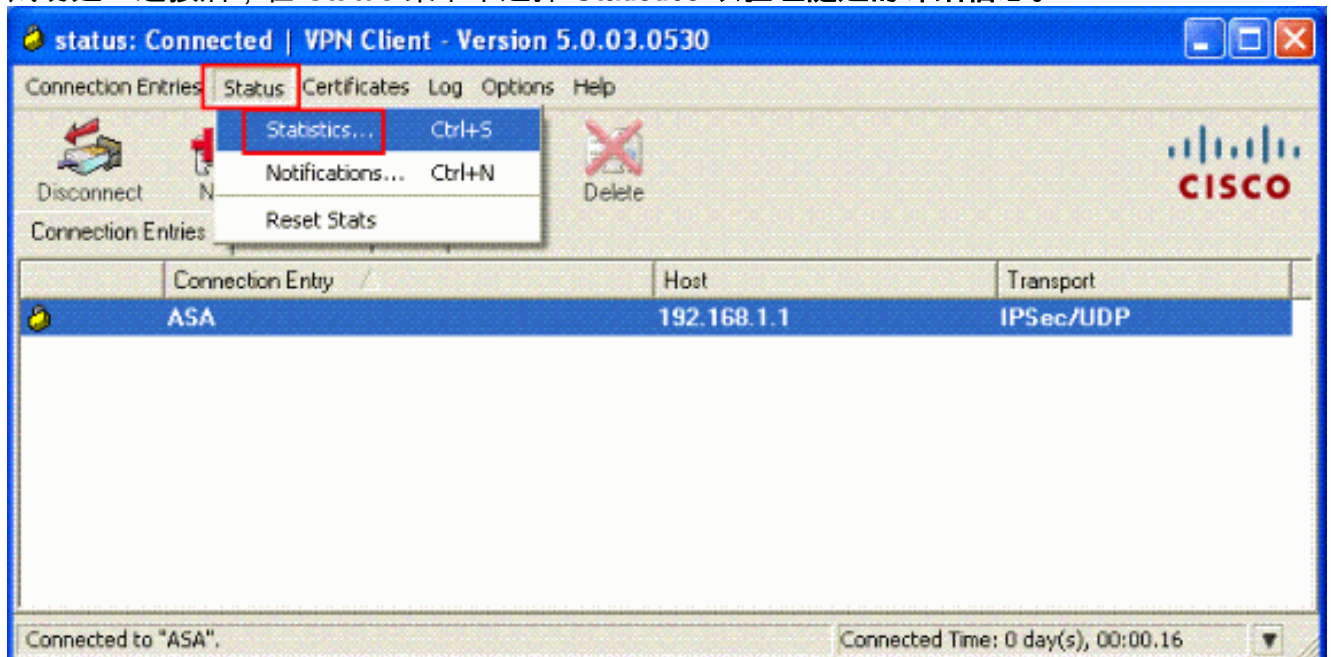 status: Connected | VPN Client - Version 5.0.03.0530
Connection Entries Status Certificates Log Options Help
Statistics... Ctrl+S
Notifications... Ctrl+N
Reset Stats
Disconnect
Delete
CISCO
Connection Entries
Connection Entry Host Transport
ASA 192.168.1.1 IPSec/UDP
Connected to "ASA". Connected Time: 0 day(s), 00:00.16